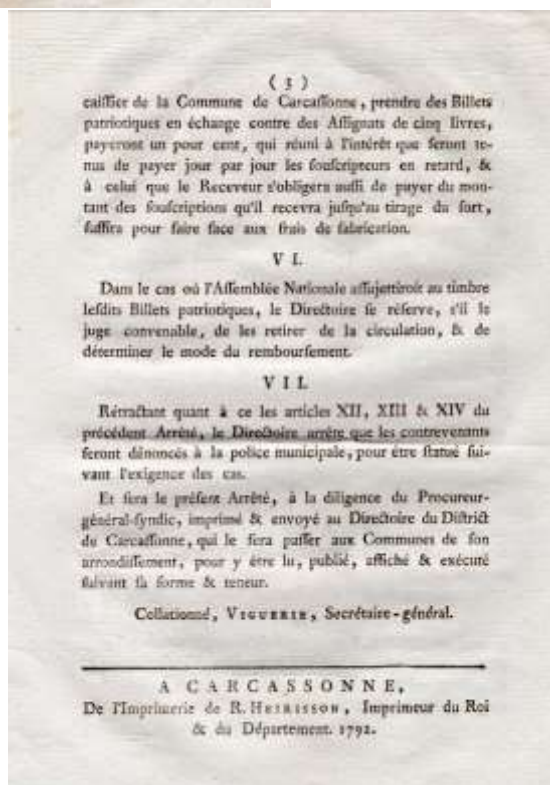 ( 3 )
caiſſier de la Commune de Carcaſſonne, prendre des Billets
patriotiques en échange contre des Aſſignats de cinq livres,
payeront un pour cent, qui réuni à l'intérêt que feront te-
nus de payer jour par jour les ſouſcripteurs en retard, &
à celui que le Receveur s'obligera auſſi de payer du mon-
tant des ſouſcriptions qu'il recevra juſqu'au tirage du ſort,
ſuffira pour faire face aux frais de fabrication.
V I.
Dans le cas où l'Aſſemblée Nationale aſſujettiroit au timbre
leſdits Billets patriotiques, le Directoire ſe réſerve, s'il le
juge convenable, de les retirer de la circulation, & de
déterminer le mode du rembourſement.
V I I.
Rétractant quant à ce les articles XII, XIII & XIV du
précédent Arrêté, le Directoire arrête que les contrevenants
ſeront dénoncés à la police municipale, pour être ſtatué ſui-
vant l'exigence des cas.
Et ſera le préſent Arrêté, à la diligence du Procureur-
général-ſyndic, imprimé & envoyé au Directoire du Diſtrict
de Carcaſſonne, qui le fera paſſer aux Communes de ſon
arrondiſſement, pour y être lu, publié, affiché & exécuté
ſuivant ſa forme & teneur.
Collationné, VIGUERIE, Secrétaire-général.
A CARCASSONNE,
De l'Imprimerie de R. HEIRISSON, Imprimeur du Roi
& du Département. 1792.